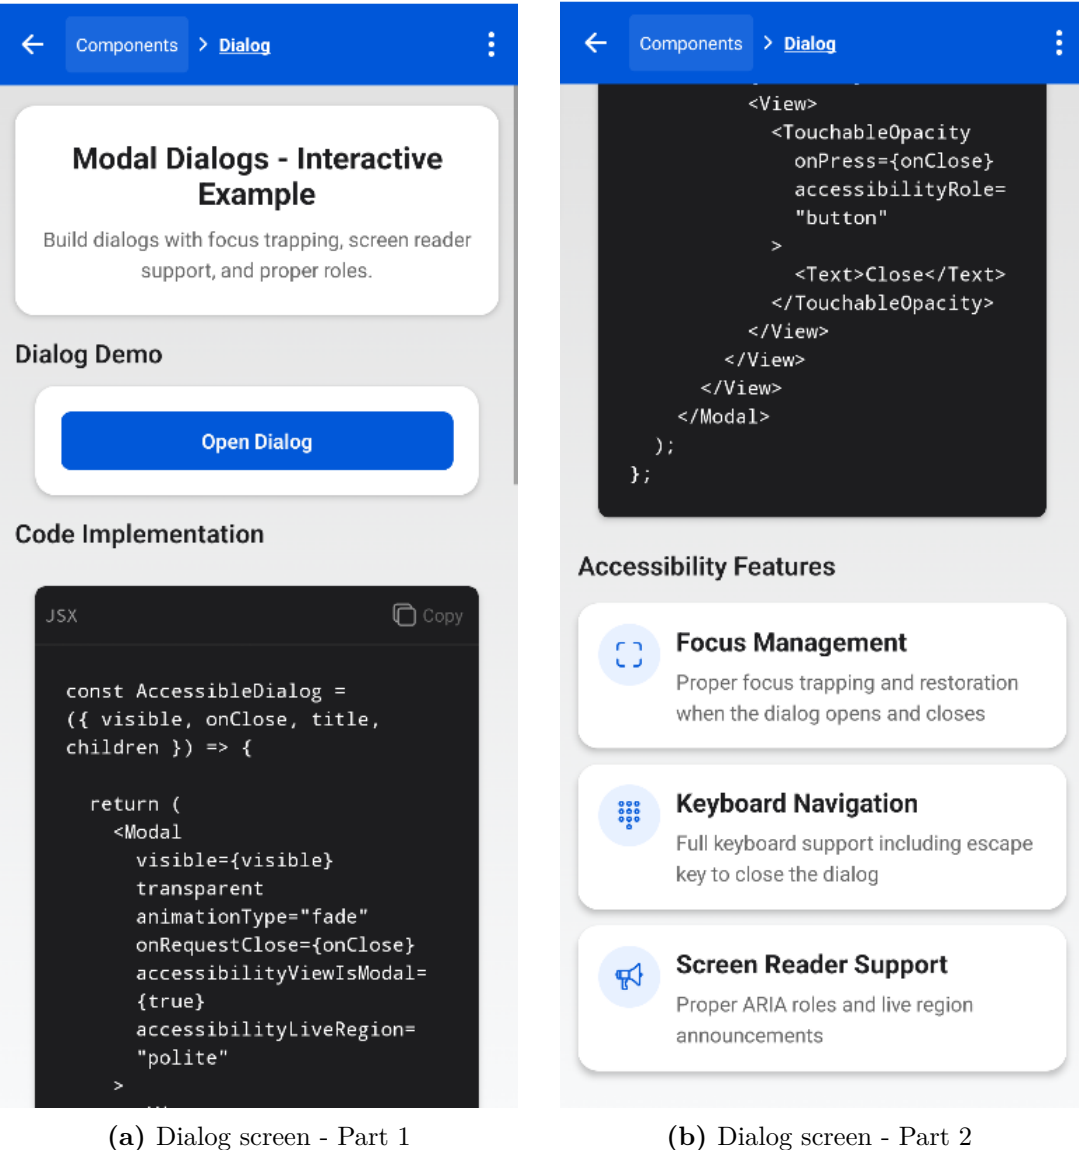 Components > Dialog
Modal Dialogs - Interactive
Example
Build dialogs with focus trapping, screen reader
support, and proper roles.
Dialog Demo
Open Dialog
Code Implementation
JSX Copy
const AccessibleDialog =
({ visible, onClose, title,
children }) => {
return (
<Modal
visible={visible}
transparent
animationType="fade"
onRequestClose={onClose}
accessibilityViewIsModal=
{true}
accessibilityLiveRegion=
"polite"
>
(a) Dialog screen - Part 1
Components > Dialog
<View>
<TouchableOpacity
onPress={onClose}
accessibilityRole=
"button"
>
<Text>Close</Text>
</TouchableOpacity>
</View>
</View>
</View>
</Modal>
);
};
Accessibility Features
Focus Management
Proper focus trapping and restoration
when the dialog opens and closes
Keyboard Navigation
Full keyboard support including escape
key to close the dialog
Screen Reader Support
Proper ARIA roles and live region
announcements
(b) Dialog screen - Part 2